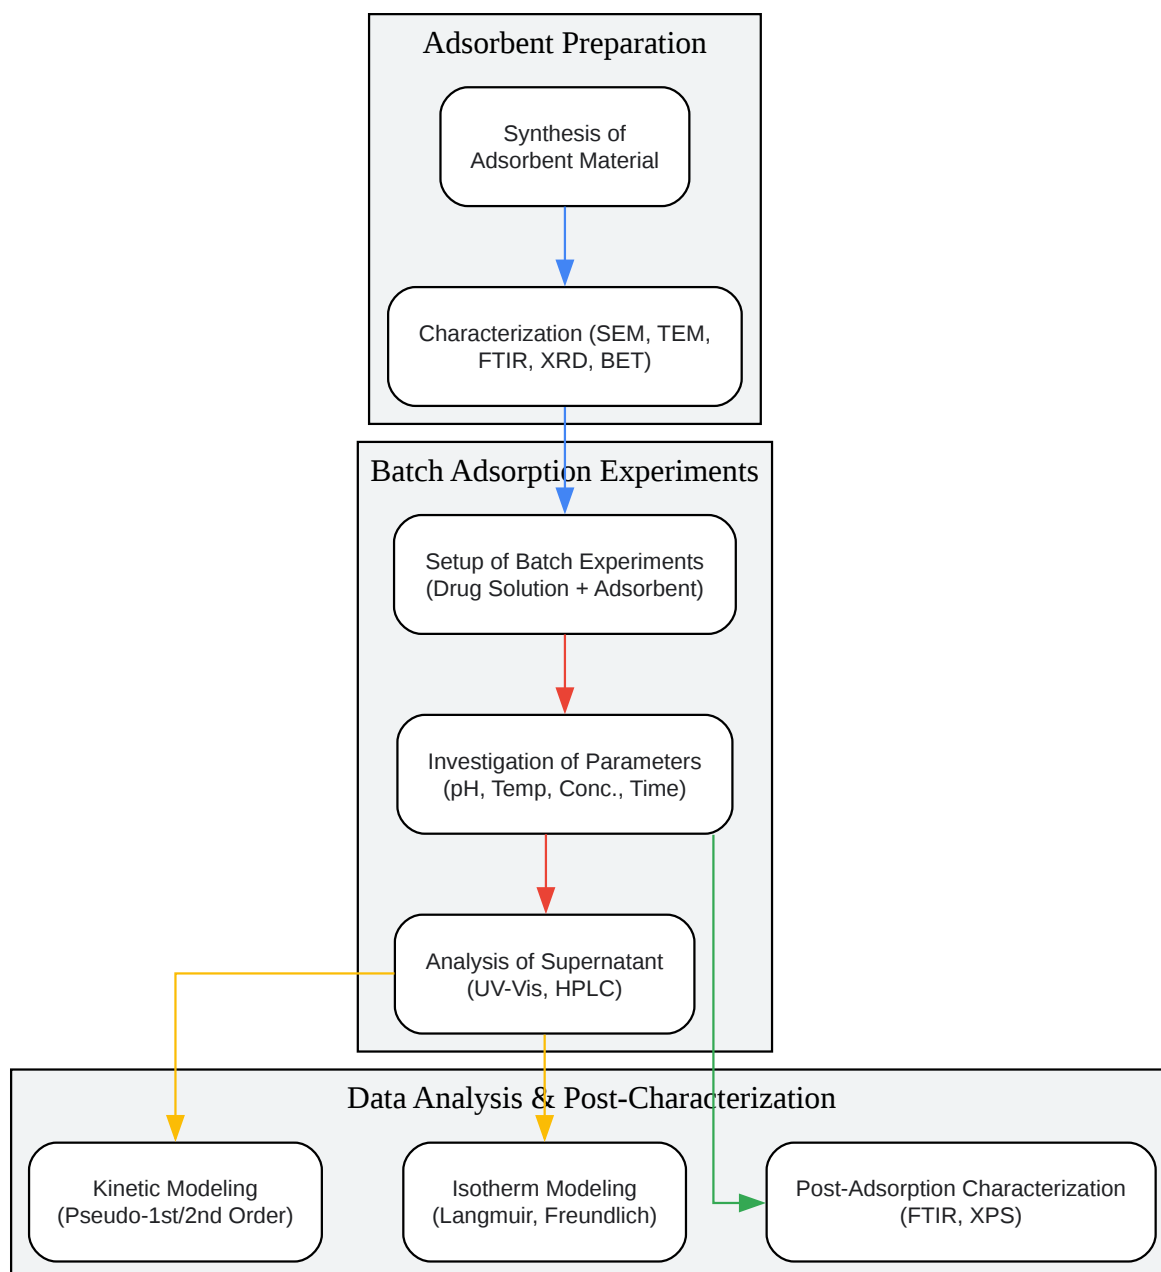 Adsorbent Preparation
Synthesis of
Adsorbent Material
Characterization (SEM, TEM,
FTIR, XRD, BET)
Batch Adsorption Experiments
Setup of Batch Experiments
(Drug Solution + Adsorbent)
Investigation of Parameters
(pH, Temp, Conc., Time)
Analysis of Supernatant
(UV-Vis, HPLC)
Data Analysis & Post-Characterization
Kinetic Modeling
(Pseudo-1st/2nd Order)
Isotherm Modeling
(Langmuir, Freundlich)
Post-Adsorption Characterization
(FTIR, XPS)